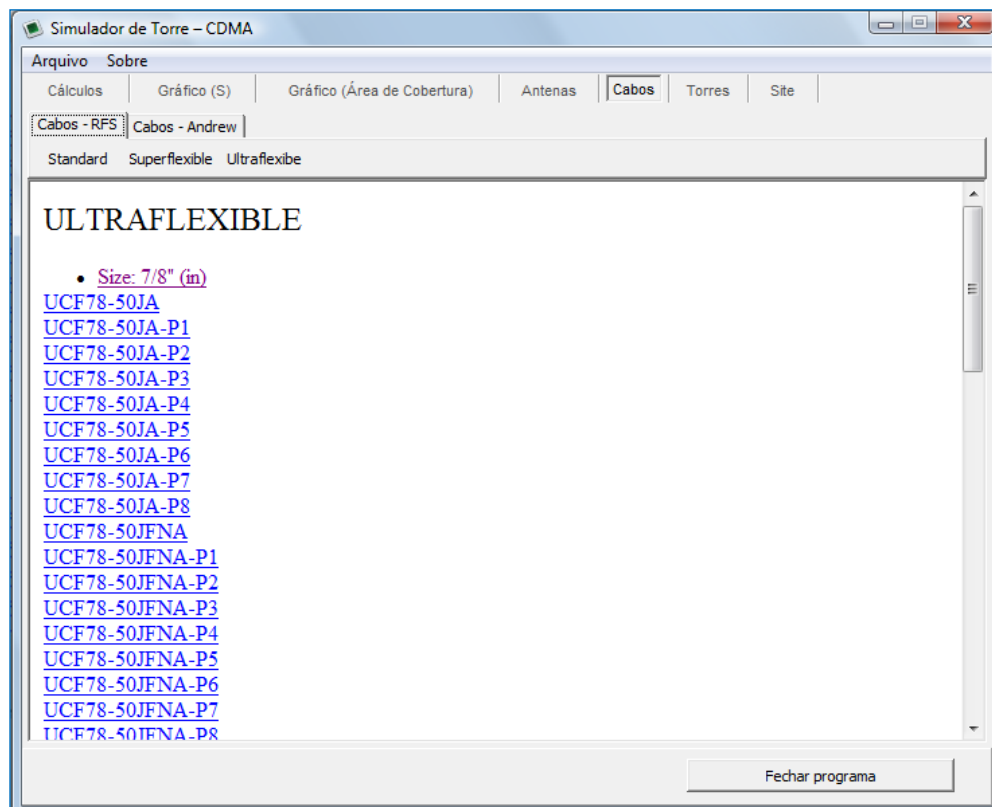 Simulador de Torre – CDMA
Arquivo Sobre
Cálculos Gráfico (S) Gráfico (Área de Cobertura) Antenas Cabos Torres Site
Cabos - RFS Cabos - Andrew
Standard Superflexible Ultraflexibe
ULTRAFLEXIBLE
• Size: 7/8" (in)
UCF78-50JA
UCF78-50JA-P1
UCF78-50JA-P2
UCF78-50JA-P3
UCF78-50JA-P4
UCF78-50JA-P5
UCF78-50JA-P6
UCF78-50JA-P7
UCF78-50JA-P8
UCF78-50JFNA
UCF78-50JFNA-P1
UCF78-50JFNA-P2
UCF78-50JFNA-P3
UCF78-50JFNA-P4
UCF78-50JFNA-P5
UCF78-50JFNA-P6
UCF78-50JFNA-P7
UCF78-50JFNA-P8
Fechar programa